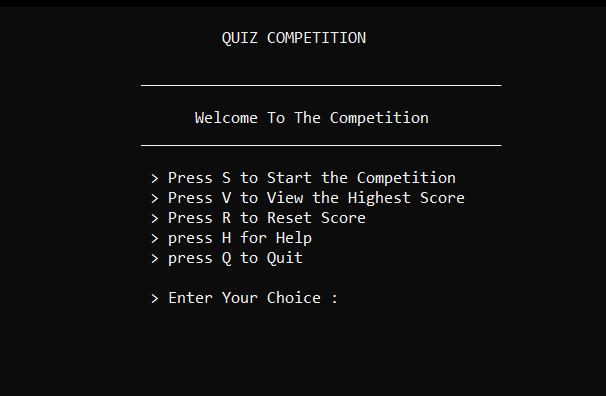 QUIZ COMPETITION
Welcome To The Competition
> Press S to Start the Competition
> Press V to View the Highest Score
> Press R to Reset Score
> press H for Help
> press Q to Quit
> Enter Your Choice :